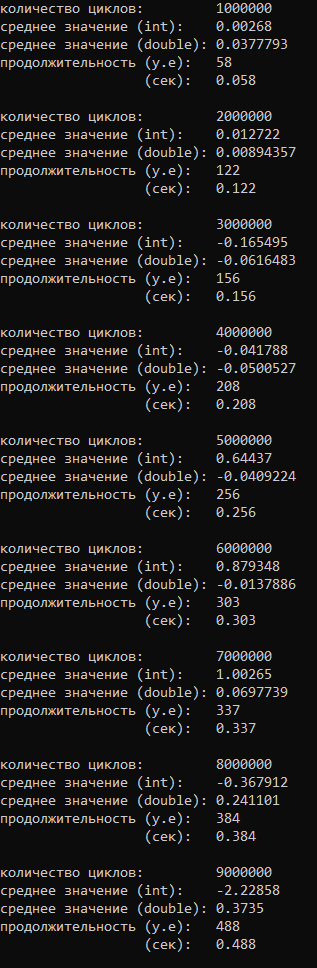 количество циклов: 1000000
среднее значение (int): 0.00268
среднее значение (double): 0.0377793
продолжительность (у.е): 58
(сек): 0.058
количество циклов: 2000000
среднее значение (int): 0.012722
среднее значение (double): 0.00894357
продолжительность (у.е): 122
(сек): 0.122
количество циклов: 3000000
среднее значение (int): -0.165495
среднее значение (double): -0.0616483
продолжительность (у.е): 156
(сек): 0.156
количество циклов: 4000000
среднее значение (int): -0.041788
среднее значение (double): -0.0500527
продолжительность (у.е): 208
(сек): 0.208
количество циклов: 5000000
среднее значение (int): 0.64437
среднее значение (double): -0.0409224
продолжительность (у.е): 256
(сек): 0.256
количество циклов: 6000000
среднее значение (int): 0.879348
среднее значение (double): -0.0137886
продолжительность (у.е): 303
(сек): 0.303
количество циклов: 7000000
среднее значение (int): 1.00265
среднее значение (double): 0.0697739
продолжительность (у.е): 337
(сек): 0.337
количество циклов: 8000000
среднее значение (int): -0.367912
среднее значение (double): 0.241101
продолжительность (у.е): 384
(сек): 0.384
количество циклов: 9000000
среднее значение (int): -2.22858
среднее значение (double): 0.3735
продолжительность (у.е): 488
(сек): 0.488